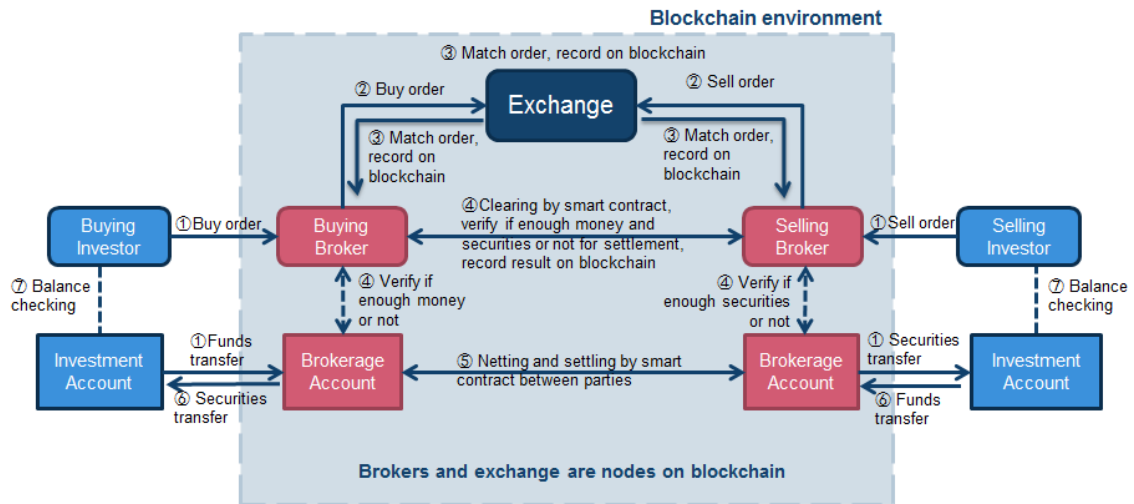 Blockchain environment
③ Match order, record on blockchain
② Buy order
② Sell order
Exchange
③ Match order,
record on
blockchain
③ Match order,
record on
blockchain
Buying
Investor
①Buy order
Buying
Broker
④Clearing by smart contract,
verify if enough money and
securities or not for settlement,
record result on blockchain
Selling
Broker
①Sell order
Selling
Investor
⑦ Balance
checking
④ Verify if
enough money
or not
④ Verify if
enough securities
or not
⑦ Balance
checking
Investment
Account
①Funds
transfer
⑥ Securities
transfer
Brokerage
Account
⑤ Netting and settling by smart
contract between parties
Brokerage
Account
① Securities
transfer
⑥ Funds
transfer
Investment
Account
Brokers and exchange are nodes on blockchain